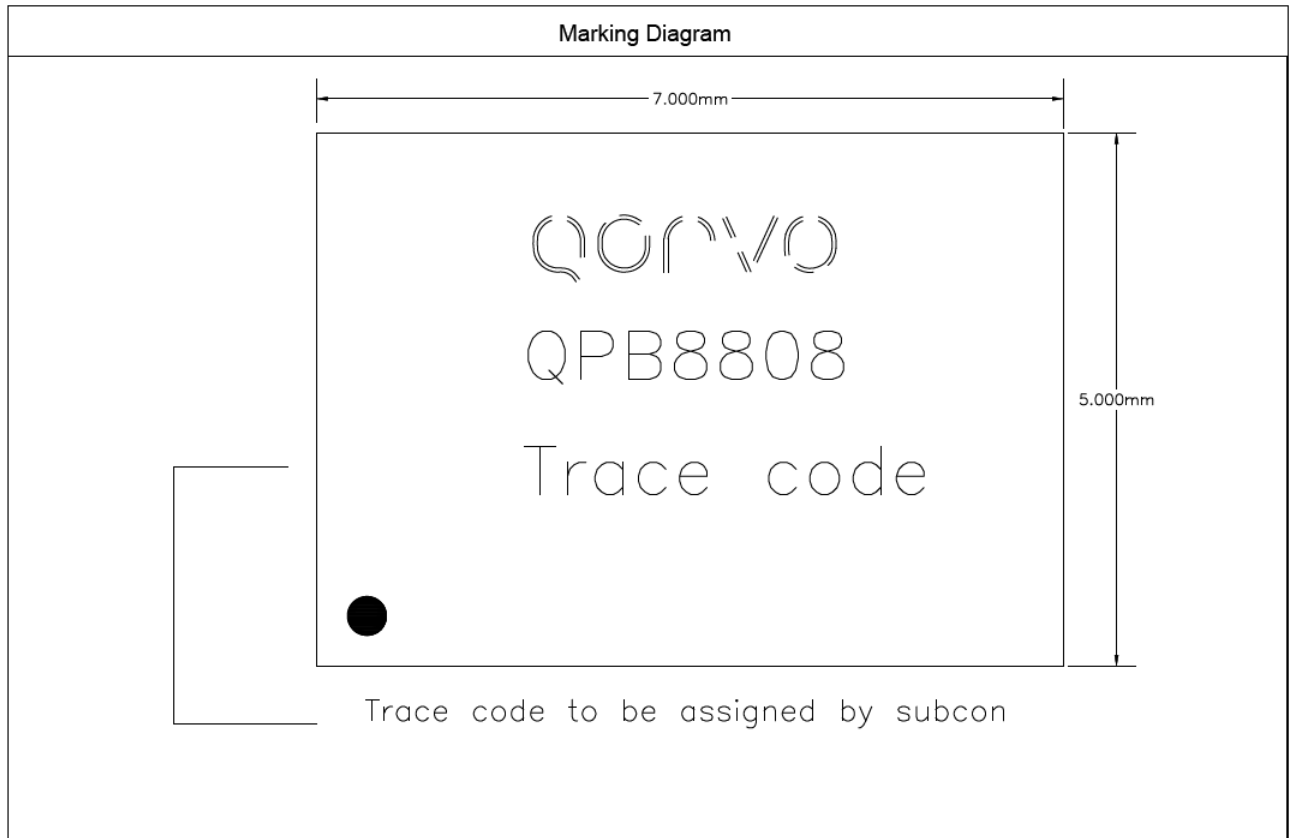 Marking Diagram
7.000mm
QORVO
QPB8808
5.000mm
Trace code
Trace code to be assigned by subcon